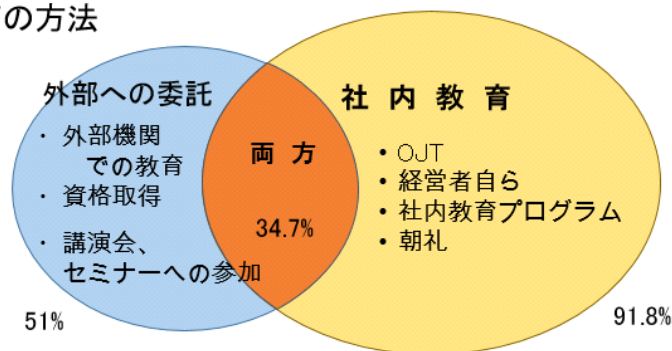 の方法
外部への委託
・ 外部機関
での教育
・ 資格取得
・ 講演会、
セミナーへの参加
51%
両 方
34.7%
社 内 教 育
• OJT
• 経営者自ら
• 社内教育プログラム
• 朝礼
91.8%